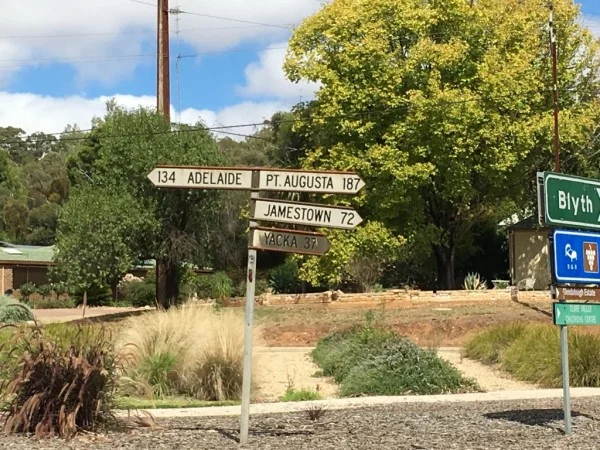 134 ADELAIDE
PT. AUGUSTA 187
JAMESTOWN 72
YACKA 37
Blyth